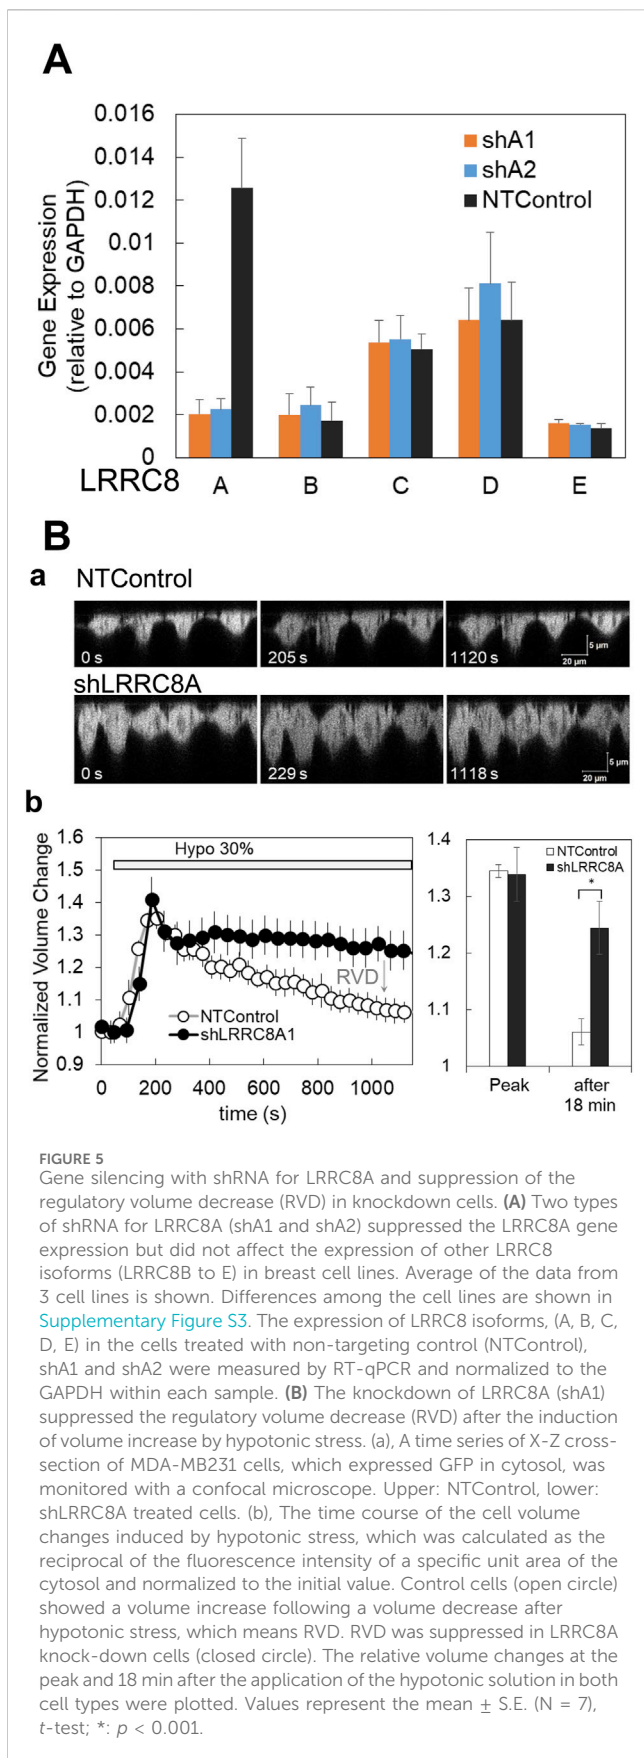 A
0.016
0.014
0.012
0.01
0.008
0.006
0.004
0.002
0
Gene Expression
(relative to GAPDH)
shA1
shA2
NTControl
LRRC8
A
B
C
D
E
B
a
NTControl
0 s
205 s
1120 s
5 µm
20 µm
shLRRC8A
0 s
229 s
1118 s
5 µm
20 µm
b
Normalized Volume Change
1.6
1.5
1.4
1.3
1.2
1.1
1
0.9
Hypo 30%
RVD
NTControl
shLRRC8A1
0 200 400 600 800 1000
time (s)
1.4
1.3
1.2
1.1
1
NTControl
shLRRC8A
*
Peak
after
18 min
FIGURE 5
Gene silencing with shRNA for LRRC8A and suppression of the
regulatory volume decrease (RVD) in knockdown cells. (A) Two types
of shRNA for LRRC8A (shA1 and shA2) suppressed the LRRC8A gene
expression but did not affect the expression of other LRRC8
isoforms (LRRC8B to E) in breast cell lines. Average of the data from
3 cell lines is shown. Differences among the cell lines are shown in
Supplementary Figure S3. The expression of LRRC8 isoforms, (A, B, C,
D, E) in the cells treated with non-targeting control (NTControl),
shA1 and shA2 were measured by RT-qPCR and normalized to the
GAPDH within each sample. (B) The knockdown of LRRC8A (shA1)
suppressed the regulatory volume decrease (RVD) after the induction
of volume increase by hypotonic stress. (a), A time series of X-Z cross-
section of MDA-MB231 cells, which expressed GFP in cytosol, was
monitored with a confocal microscope. Upper: NTControl, lower:
shLRRC8A treated cells. (b), The time course of the cell volume
changes induced by hypotonic stress, which was calculated as the
reciprocal of the fluorescence intensity of a specific unit area of the
cytosol and normalized to the initial value. Control cells (open circle)
showed a volume increase following a volume decrease after
hypotonic stress, which means RVD. RVD was suppressed in LRRC8A
knock-down cells (closed circle). The relative volume changes at the
peak and 18 min after the application of the hypotonic solution in both
cell types were plotted. Values represent the mean ± S.E. (N = 7),
t-test; *: p < 0.001.